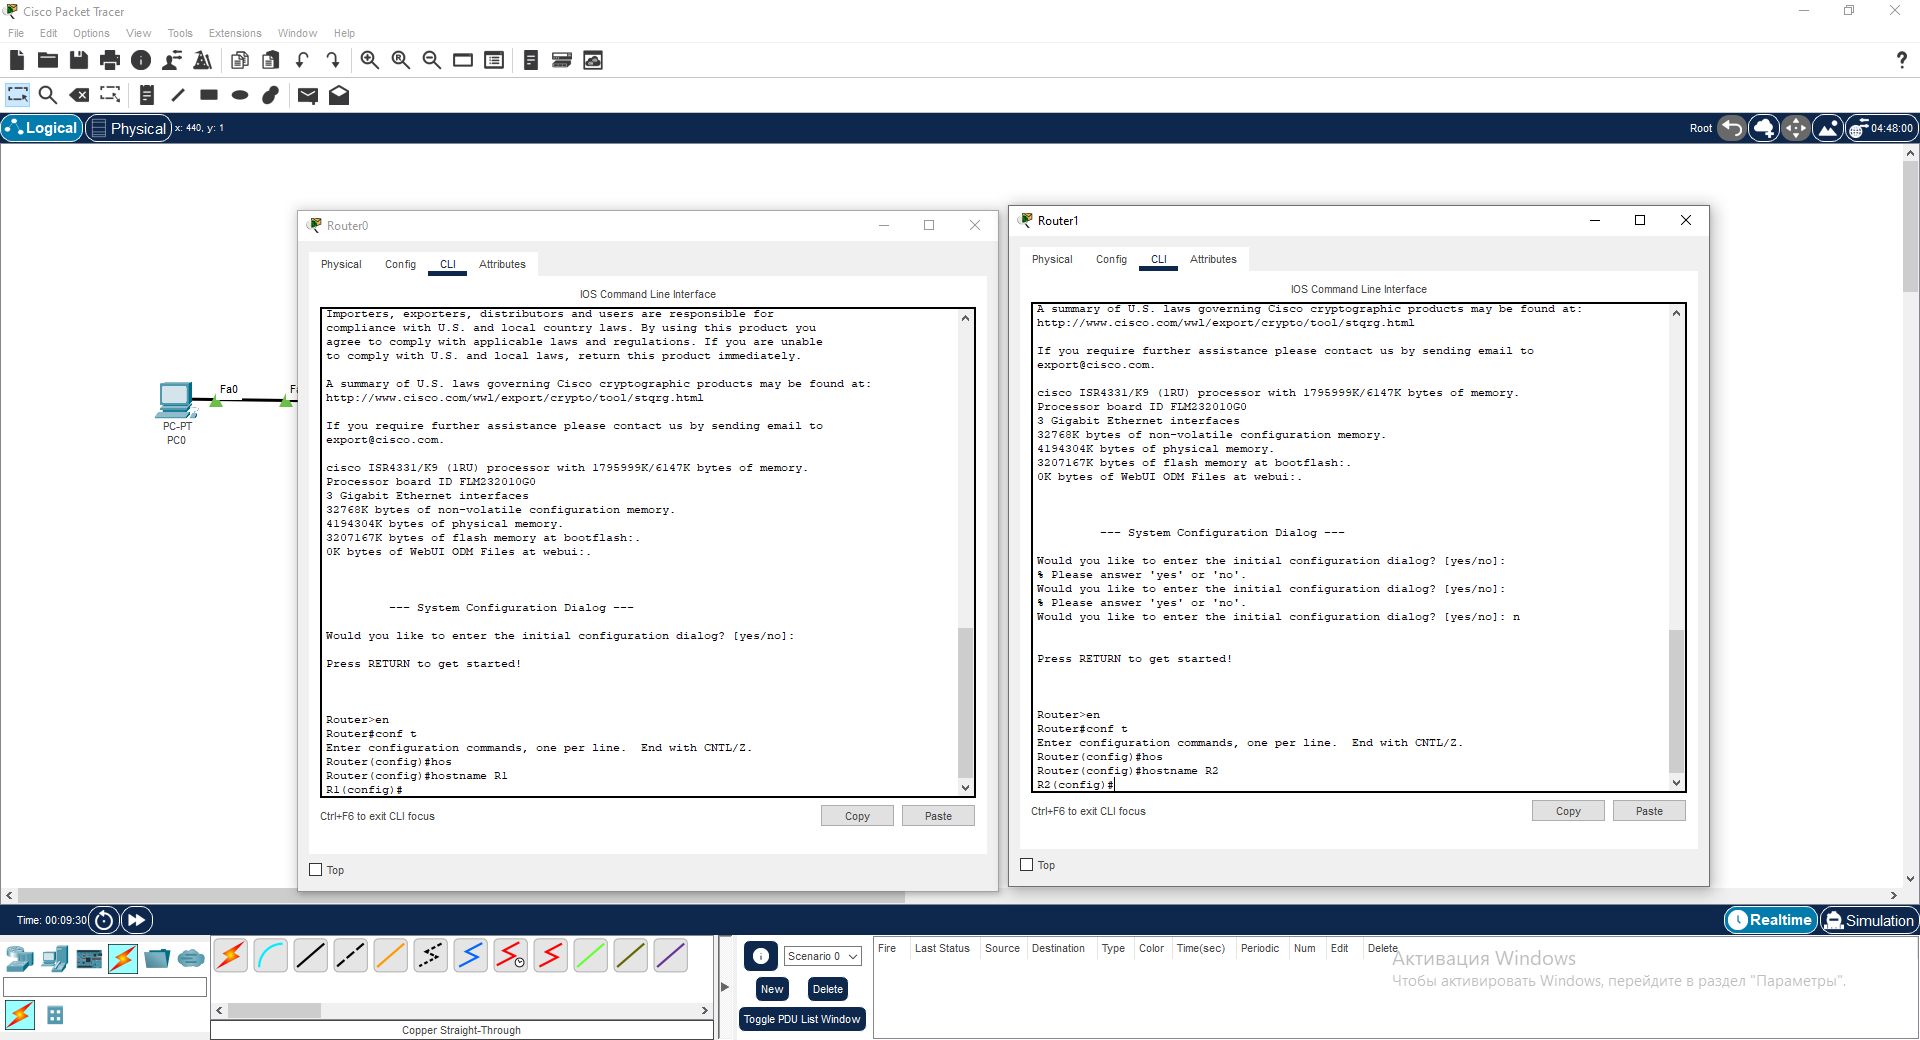 Cisco Packet Tracer
File Edit Options View Tools Extensions Window Help
Logical Physical x: 440, y: 1
Root 04:48:00
Fa0 Fa
PC-PT
PC0
Router0
Physical Config CLI Attributes
IOS Command Line Interface
Importers, exporters, distributors and users are responsible for
compliance with U.S. and local country laws. By using this product you
agree to comply with applicable laws and regulations. If you are unable
to comply with U.S. and local laws, return this product immediately.
A summary of U.S. laws governing Cisco cryptographic products may be found at:
http://www.cisco.com/wwl/export/crypto/tool/stqrg.html
If you require further assistance please contact us by sending email to
export@cisco.com.
cisco ISR4331/K9 (1RU) processor with 1795999K/6147K bytes of memory.
Processor board ID FLM232010G0
3 Gigabit Ethernet interfaces
32768K bytes of non-volatile configuration memory.
4194304K bytes of physical memory.
3207167K bytes of flash memory at bootflash:.
0K bytes of WebUI ODM Files at webui:.
--- System Configuration Dialog ---
Would you like to enter the initial configuration dialog? [yes/no]:
Press RETURN to get started!
Router>en
Router#conf t
Enter configuration commands, one per line.  End with CNTL/Z.
Router(config)#hos
Router(config)#hostname R1
R1(config)#
Ctrl+F6 to exit CLI focus
Copy Paste
Top
Router1
Physical Config CLI Attributes
IOS Command Line Interface
A summary of U.S. laws governing Cisco cryptographic products may be found at:
http://www.cisco.com/wwl/export/crypto/tool/stqrg.html
If you require further assistance please contact us by sending email to
export@cisco.com.
cisco ISR4331/K9 (1RU) processor with 1795999K/6147K bytes of memory.
Processor board ID FLM232010G0
3 Gigabit Ethernet interfaces
32768K bytes of non-volatile configuration memory.
4194304K bytes of physical memory.
3207167K bytes of flash memory at bootflash:.
0K bytes of WebUI ODM Files at webui:.
--- System Configuration Dialog ---
Would you like to enter the initial configuration dialog? [yes/no]:
% Please answer 'yes' or 'no'.
Would you like to enter the initial configuration dialog? [yes/no]:
% Please answer 'yes' or 'no'.
Would you like to enter the initial configuration dialog? [yes/no]: n
Press RETURN to get started!
Router>en
Router#conf t
Enter configuration commands, one per line.  End with CNTL/Z.
Router(config)#hos
Router(config)#hostname R2
R2(config)#
Ctrl+F6 to exit CLI focus
Copy Paste
Top
Time: 00:09:30
Realtime Simulation
Copper Straight-Through
Scenario 0
New Delete
Toggle PDU List Window
Fire Last Status Source Destination Type Color Time(sec) Periodic Num Edit Delete
Активация Windows
Чтобы активировать Windows, перейдите в раздел "Параметры".